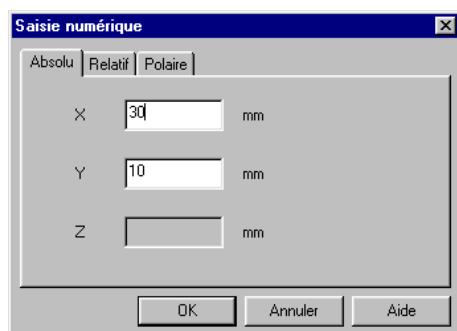 Saisie numérique
Absolu Relatif Polaire
X 30 mm
Y 10 mm
Z mm
OK Annuler Aide